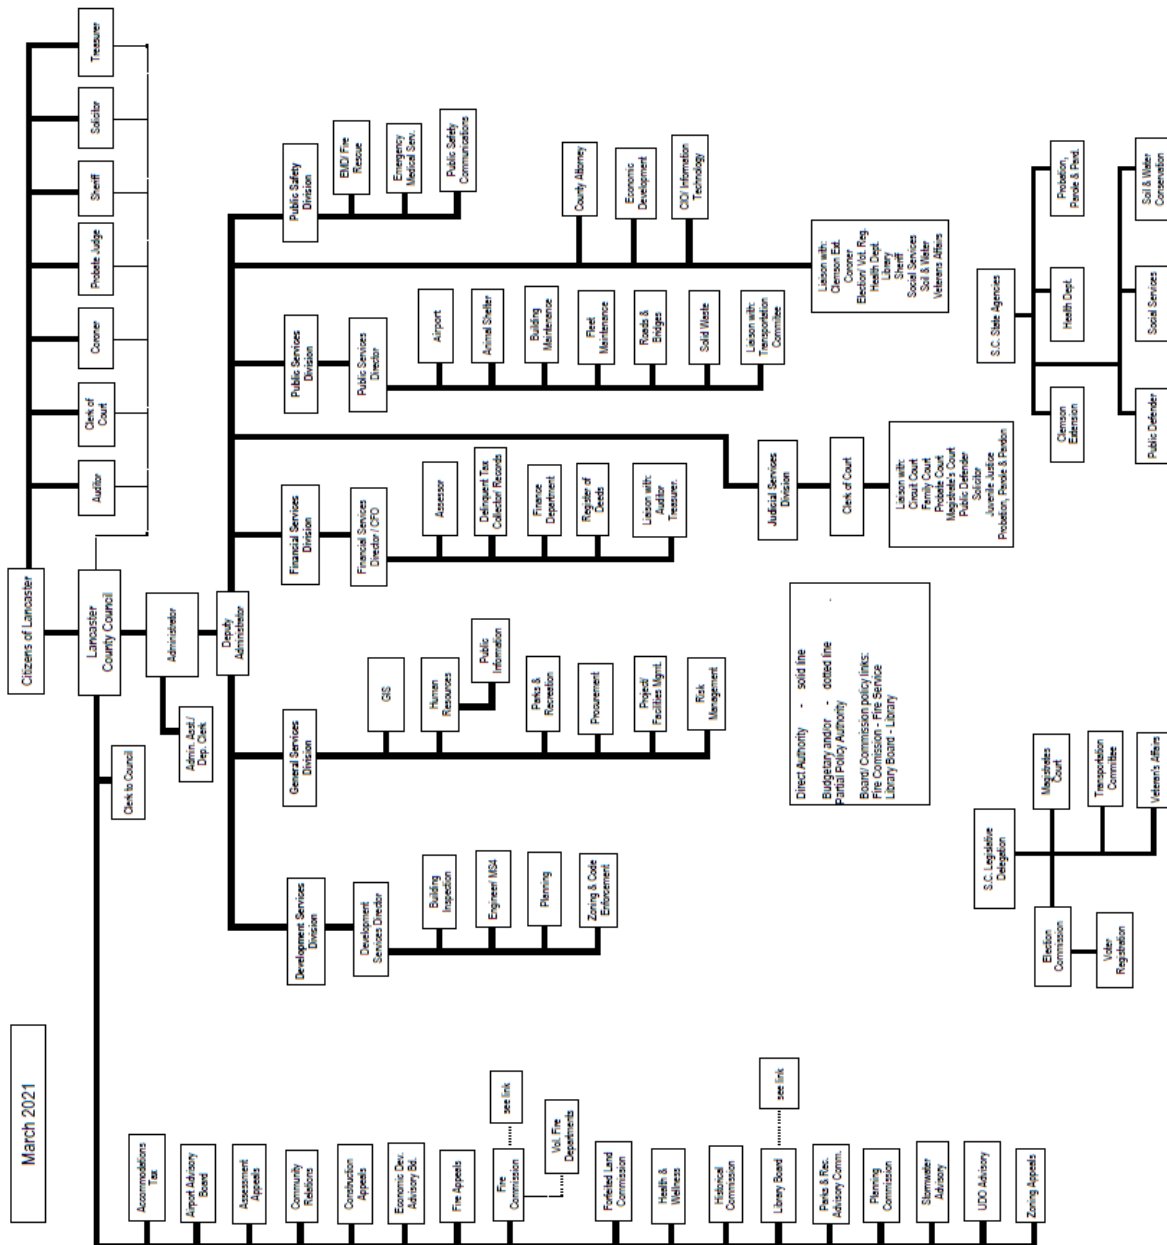 March 2021
Citizens of Lancaster
Auditor
Clerk of
Court
Coroner
Probate Judge
Sheriff
Solicitor
Treasurer
Lancaster
County Council
Clerk to Council
Administrator
Admin. Asst./
Dep. Clerk
Deputy
Administrator
Accommodations
Tax
Airport Advisory
Board
Assessment
Appeals
Community
Relations
Construction
Appeals
Economic Dev.
Advisory Bd.
Fire Appeals
Fire
Commission
see link
Vol. Fire
Departments
Forfeited Land
Commission
Health &
Wellness
Historical
Commission
Library Board
see link
Parks & Rec.
Advisory Comm.
Planning
Commission
Stormwater
Advisory
UDO Advisory
Zoning Appeals
Development Services
Division
Development
Services Director
Building
Inspection
Engineer/ MS4
Planning
Zoning & Code
Enforcement
General Services
Division
GIS
Human
Resources
Public
Information
Parks &
Recreation
Procurement
Project/
Facilities Mgmt.
Risk
Management
Financial Services
Division
Financial Services
Director / CFO
Assessor
Delinquent Tax
Collector/ Records
Finance
Department
Register of
Deeds
Liaison with:
Auditor
Treasurer.
Judicial Services
Division
Clerk of Court
Liaison with:
Circuit Court
Family Court
Probate Court
Magistrate's Court
Public Defender
Solicitor
Juvenile Justice
Probation, Parole & Pardon
Public Services
Division
Public Services
Director
Airport
Animal Shelter
Building
Maintenance
Fleet
Maintenance
Roads &
Bridges
Solid Waste
Liaison with:
Transportation
Commitee
Public Safety
Division
EMD/ Fire
Rescue
Emergency
Medical Serv.
Public Safety
Communications
County Attorney
Economic
Development
CIO/ Information
Technology
Liaison with:
Clemson Ext.
Coroner
Election/ Vot. Reg.
Health Dept.
Library
Sheriff
Social Services
Soil & Water
Veterans Affairs
Direct Authority - solid line
Budgetary and/or - dotted line
Partial Policy Authority
Board/ Commission policy links:
Fire Comission - Fire Service
Library Board - Library
S.C. Legislative
Delegation
Election
Commission
Voter
Registration
Magistrates
Court
Transportation
Committee
Veteran's Affairs
S.C. State Agencies
Clemson
Extension
Health Dept.
Probation,
Parole & Pard.
Public Defender
Social Services
Soil & Water
Conservation